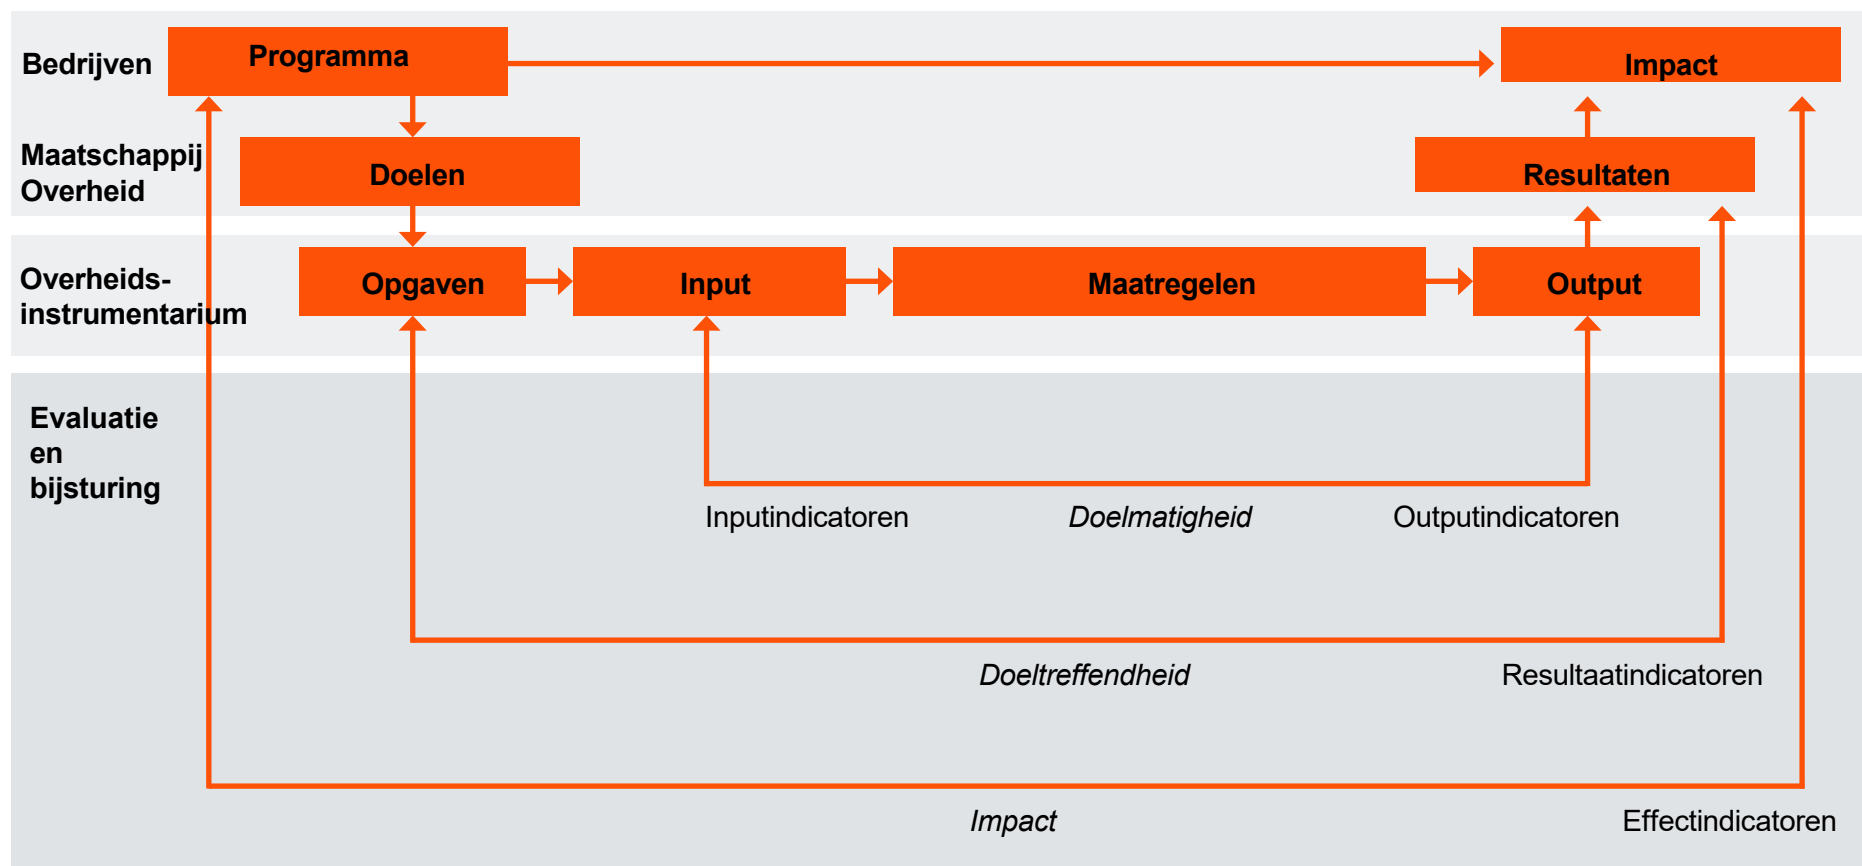 Bedrijven
Programma
Impact
Maatschappij
Overheid
Doelen
Resultaten
Overheids-
instrumentarium
Opgaven
Input
Maatregelen
Output
Evaluatie
en
bijsturing
Inputindicatoren
Doelmatigheid
Outputindicatoren
Doeltreffendheid
Resultaatindicatoren
Impact
Effectindicatoren